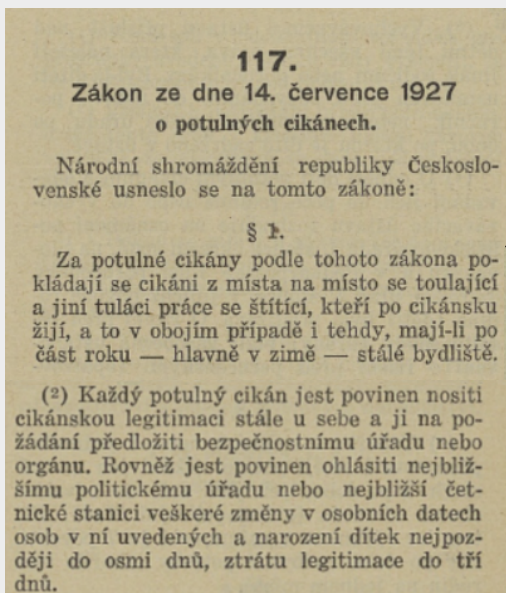 117.
Zákon ze dne 14. července 1927
o potulných cikánech.
Národní shromáždění republiky Českoslo-
venské usneslo se na tomto zákoně:
§ 1.
Za potulné cikány podle tohoto zákona po-
kládají se cikáni z místa na místo se toulající
a jiní tuláci práce se štítící, kteří po cikánsku
žijí, a to v obojím případě i tehdy, mají-li po
část roku — hlavně v zimě — stálé bydliště.
(2) Každý potulný cikán jest povinen nositi
cikánskou legitimaci stále u sebe a ji na po-
žádání předložiti bezpečnostnímu úřadu nebo
orgánu. Rovněž jest povinen ohlásiti nejbliž-
šímu politickému úřadu nebo nejbližší čet-
nické stanici veškeré změny v osobních datech
osob v ní uvedených a narození dítek nejpoz-
ději do osmi dnů, ztrátu legitimace do tří
dnů.